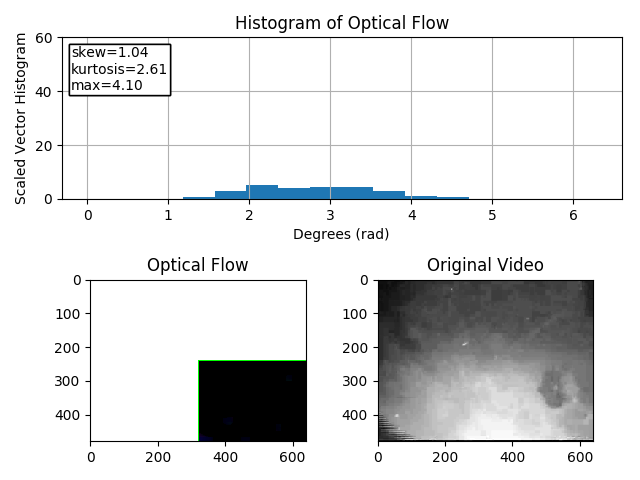 Histogram of Optical Flow
Scaled Vector Histogram
60
40
20
0
skew=1.04
kurtosis=2.61
max=4.10
0 1 2 3 4 5 6
Degrees (rad)
Optical Flow
0
100
200
300
400
0 200 400 600
Original Video
0
100
200
300
400
0 200 400 600